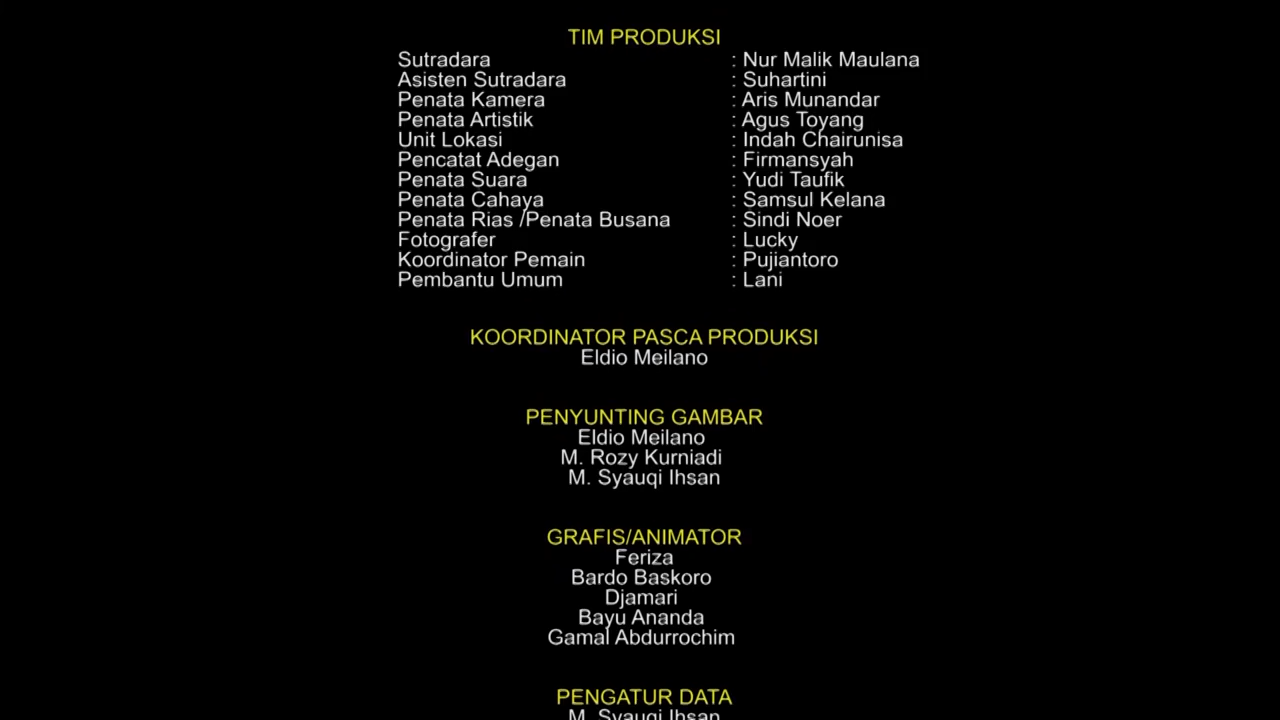 TIM PRODUKSI
Sutradara : Nur Malik Maulana
Asisten Sutradara : Suhartini
Penata Kamera : Aris Munandar
Penata Artistik : Agus Toyang
Unit Lokasi : Indah Chairunisa
Pencatat Adegan : Firmansyah
Penata Suara : Yudi Taufik
Penata Cahaya : Samsul Kelana
Penata Rias /Penata Busana : Sindi Noer
Fotografer : Lucky
Koordinator Pemain : Pujiantoro
Pembantu Umum : Lani
KOORDINATOR PASCA PRODUKSI
Eldio Meilano
PENYUNTING GAMBAR
Eldio Meilano
M. Rozy Kurniadi
M. Syauqi Ihsan
GRAFIS/ANIMATOR
Feriza
Bardo Baskoro
Djamari
Bayu Ananda
Gamal Abdurrochim
PENGATUR DATA
M. Syauqi Ihsan